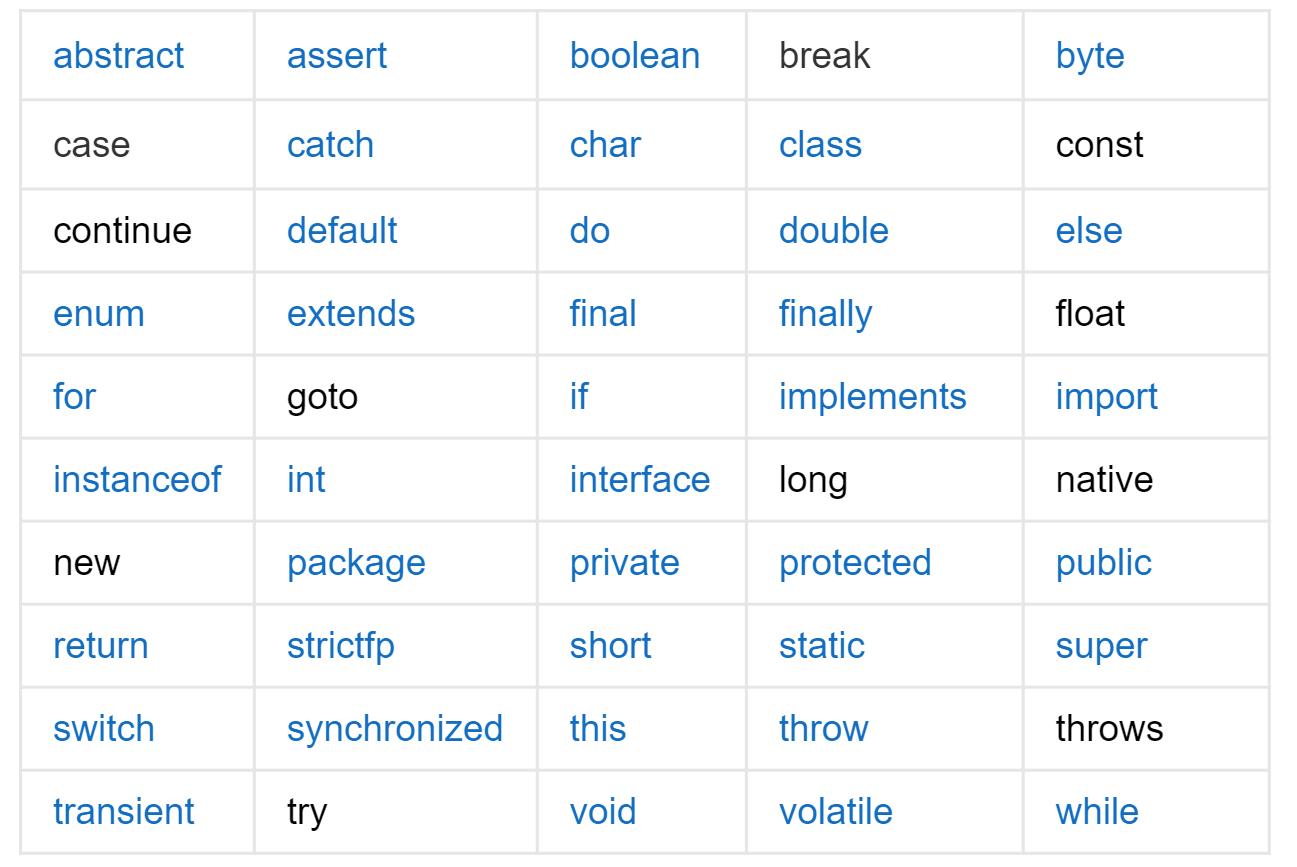 abstract assert boolean break byte
case catch char class const
continue default do double else
enum extends final finally float
for goto if implements import
instanceof int interface long native
new package private protected public
return strictfp short static super
switch synchronized this throw throws
transient try void volatile while